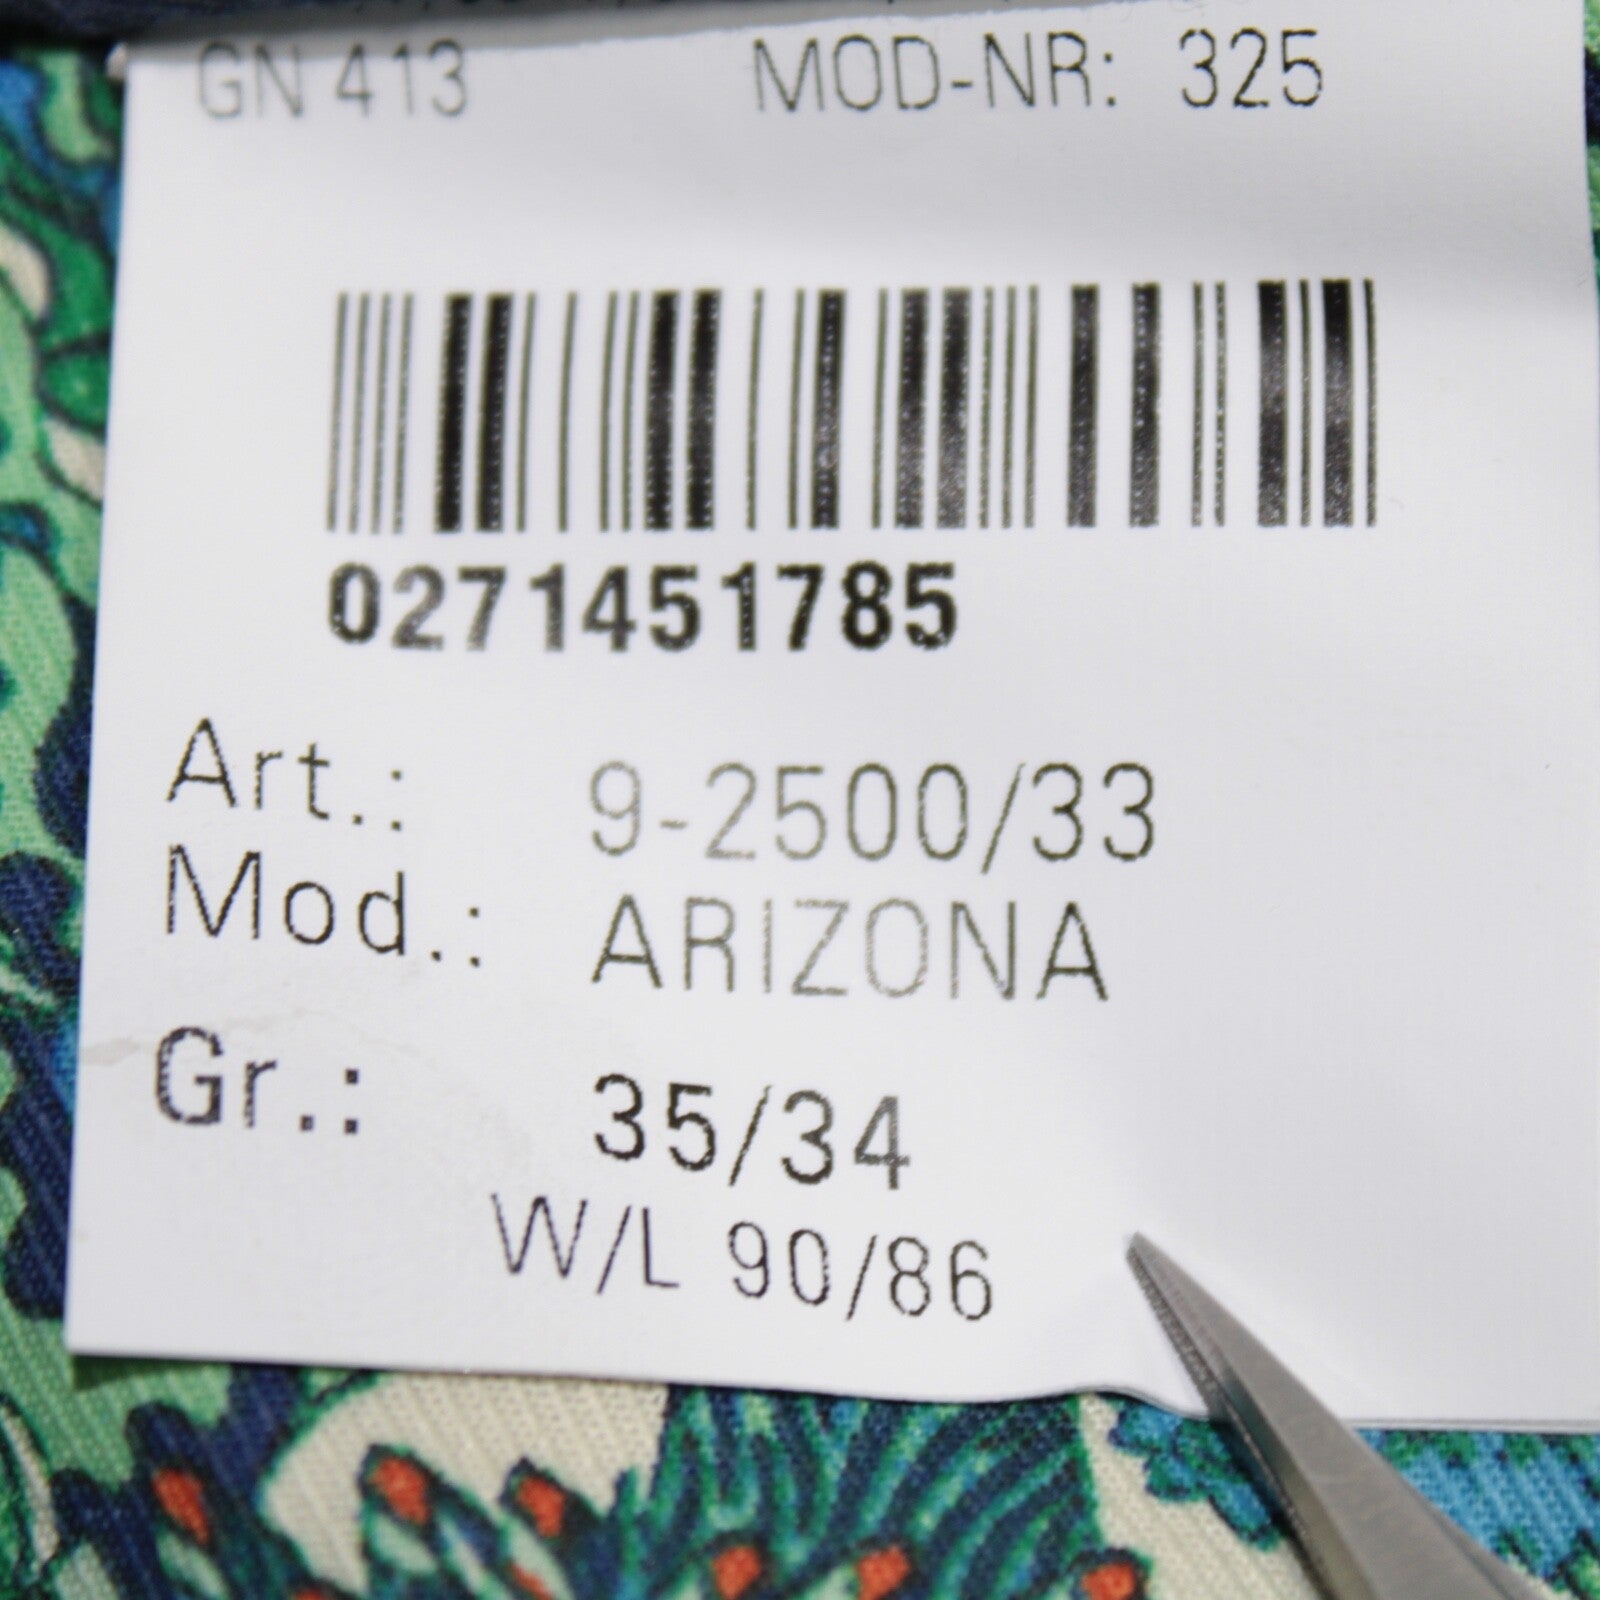 GN 413 MOD-NR: 325
0271451785
Art.: 9-2500/33
Mod.: ARIZONA
Gr.: 35/34
W/L 90/86